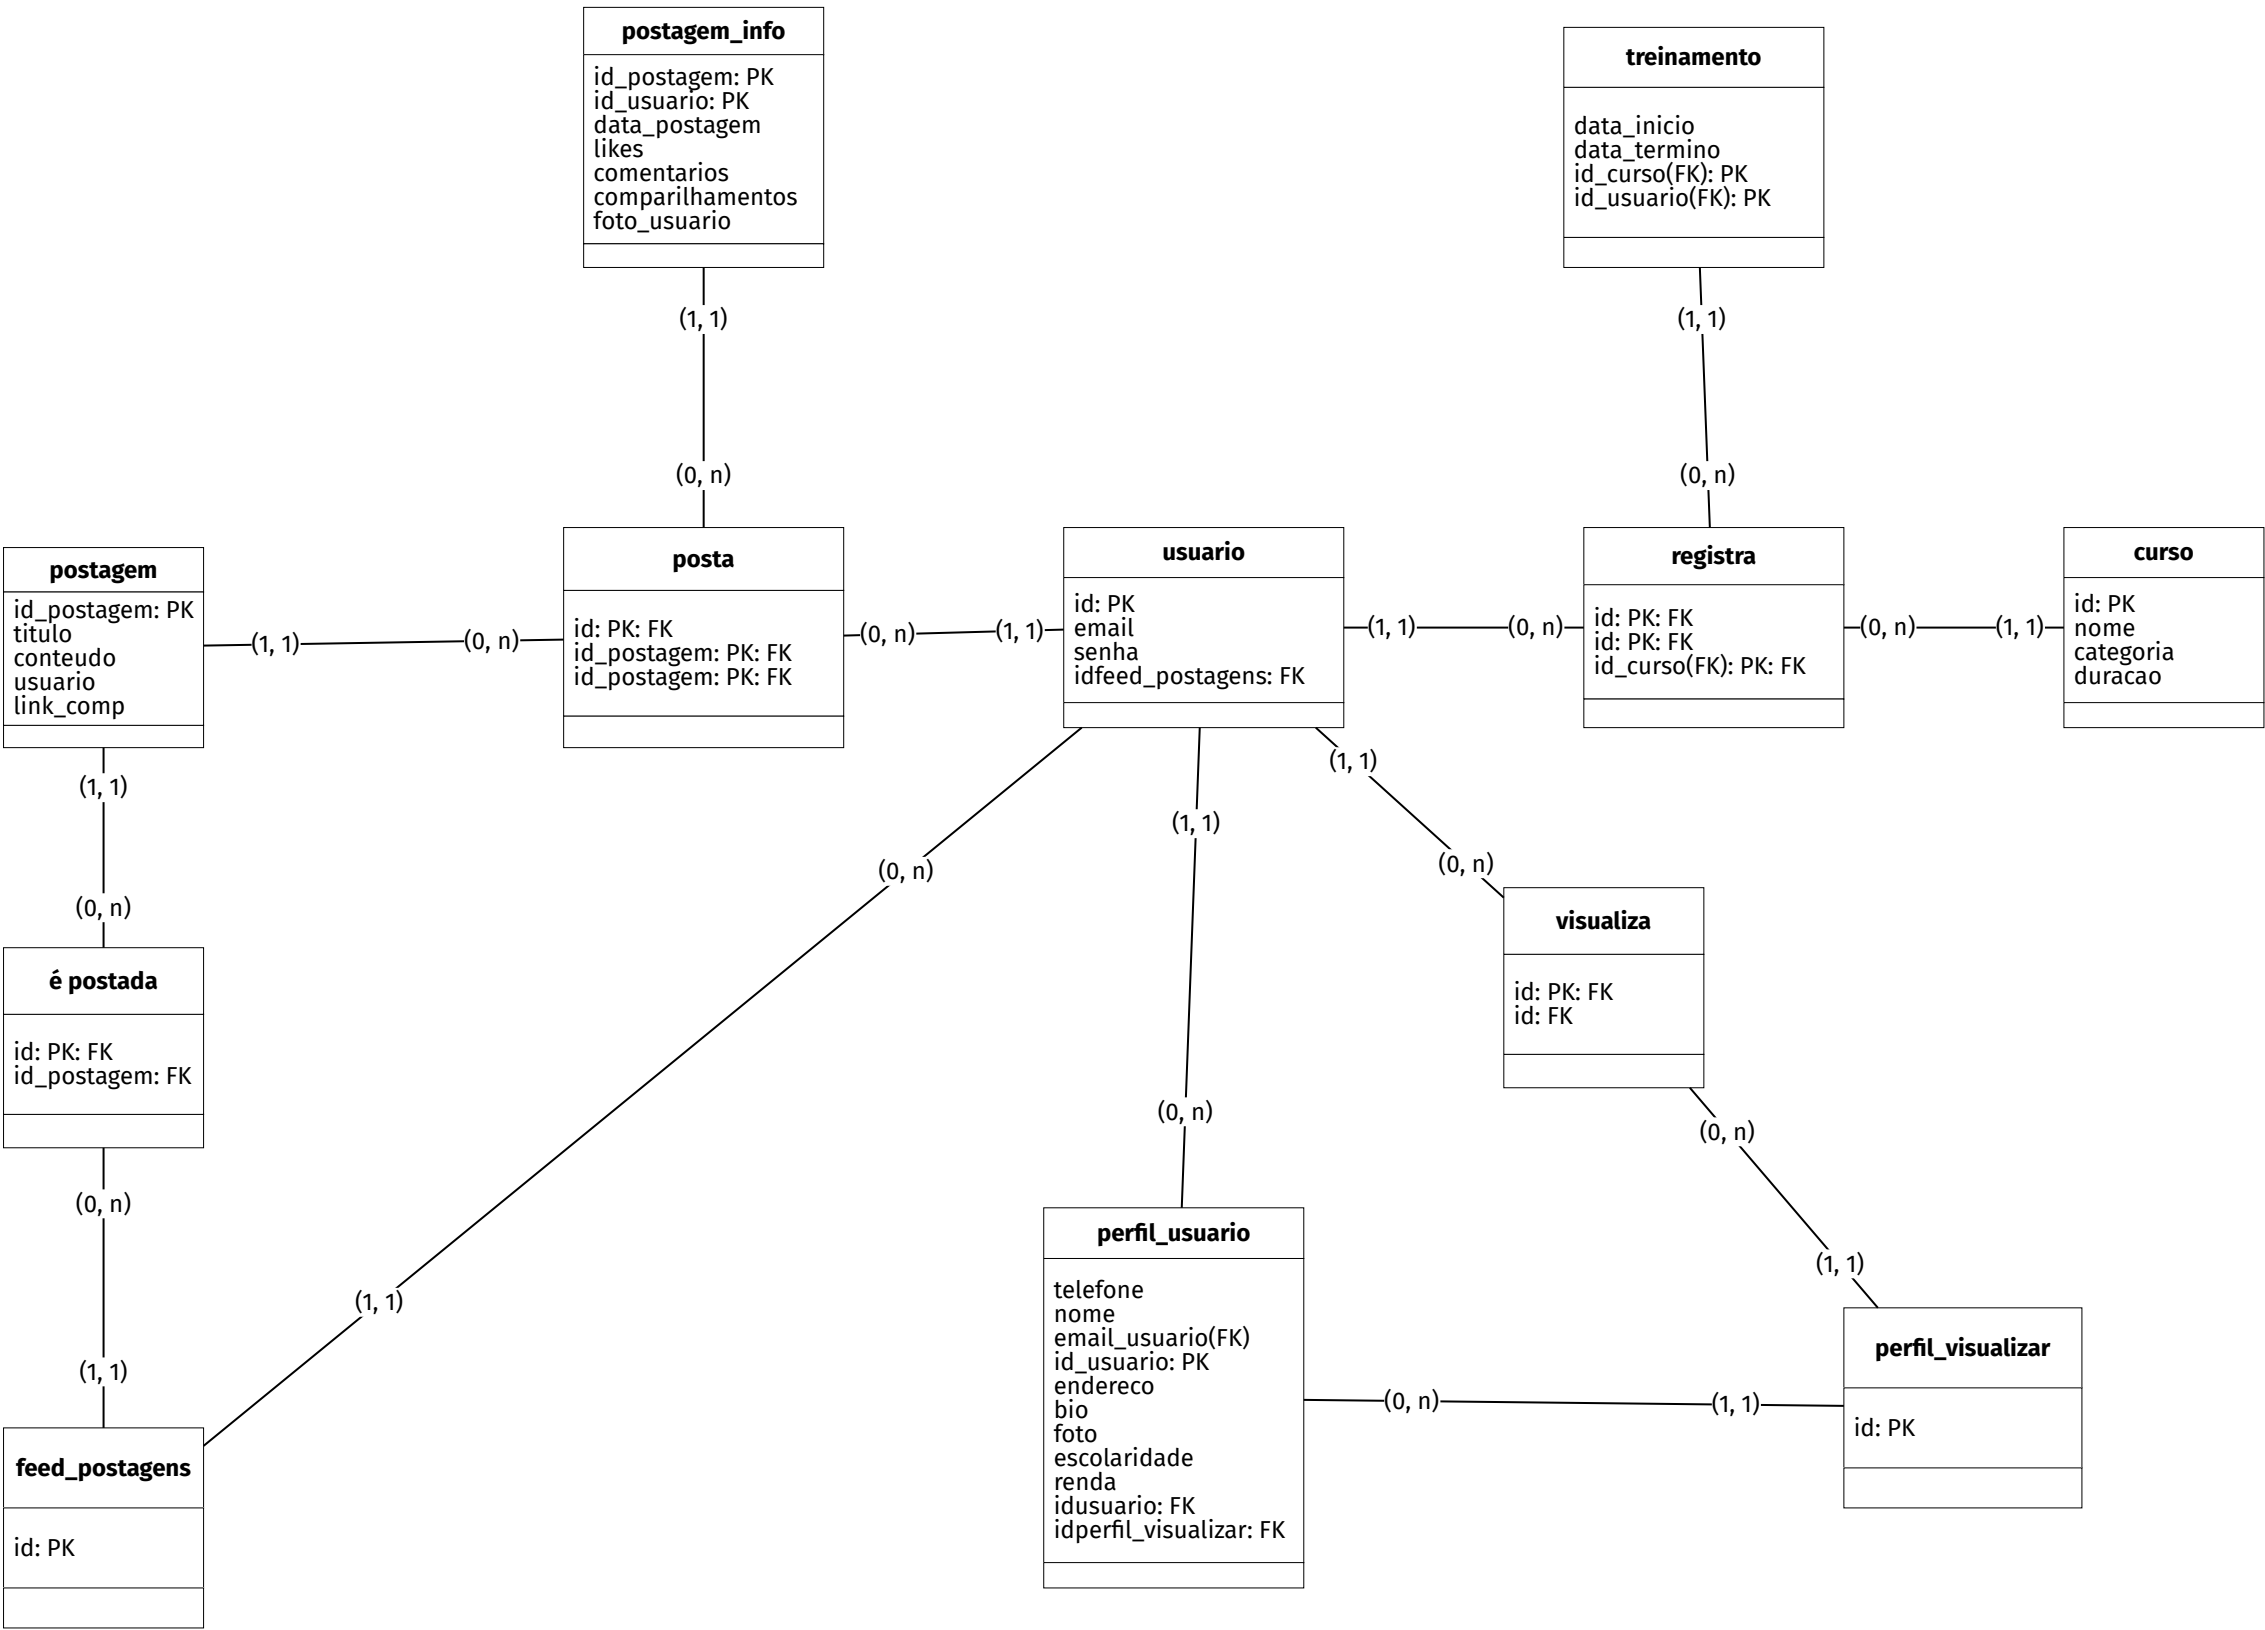 postagem_info
id_postagem: PK
id_usuario: PK
data_postagem
likes
comentarios
comparilhamentos
foto_usuario
treinamento
data_inicio
data_termino
id_curso(FK): PK
id_usuario(FK): PK
(1, 1)
(1, 1)
(0, n)
(0, n)
postagem
id_postagem: PK
titulo
conteudo
usuario
link_comp
(1, 1)
(0, n)
posta
id: PK: FK
id_postagem: PK: FK
id_postagem: PK: FK
(0, n)
(1, 1)
usuario
id: PK
email
senha
idfeed_postagens: FK
(1, 1)
(0, n)
registra
id: PK: FK
id: PK: FK
id_curso(FK): PK: FK
(0, n)
(1, 1)
curso
id: PK
nome
categoria
duracao
(1, 1)
(0, n)
(0, n)
(1, 1)
(1, 1)
(0, n)
é postada
id: PK: FK
id_postagem: FK
visualiza
id: PK: FK
id: FK
(0, n)
(0, n)
(0, n)
(1, 1)
(1, 1)
(1, 1)
perfil_usuario
telefone
nome
email_usuario(FK)
id_usuario: PK
endereco
bio
foto
escolaridade
renda
idusuario: FK
idperfil_visualizar: FK
(0, n)
(1, 1)
perfil_visualizar
id: PK
feed_postagens
id: PK